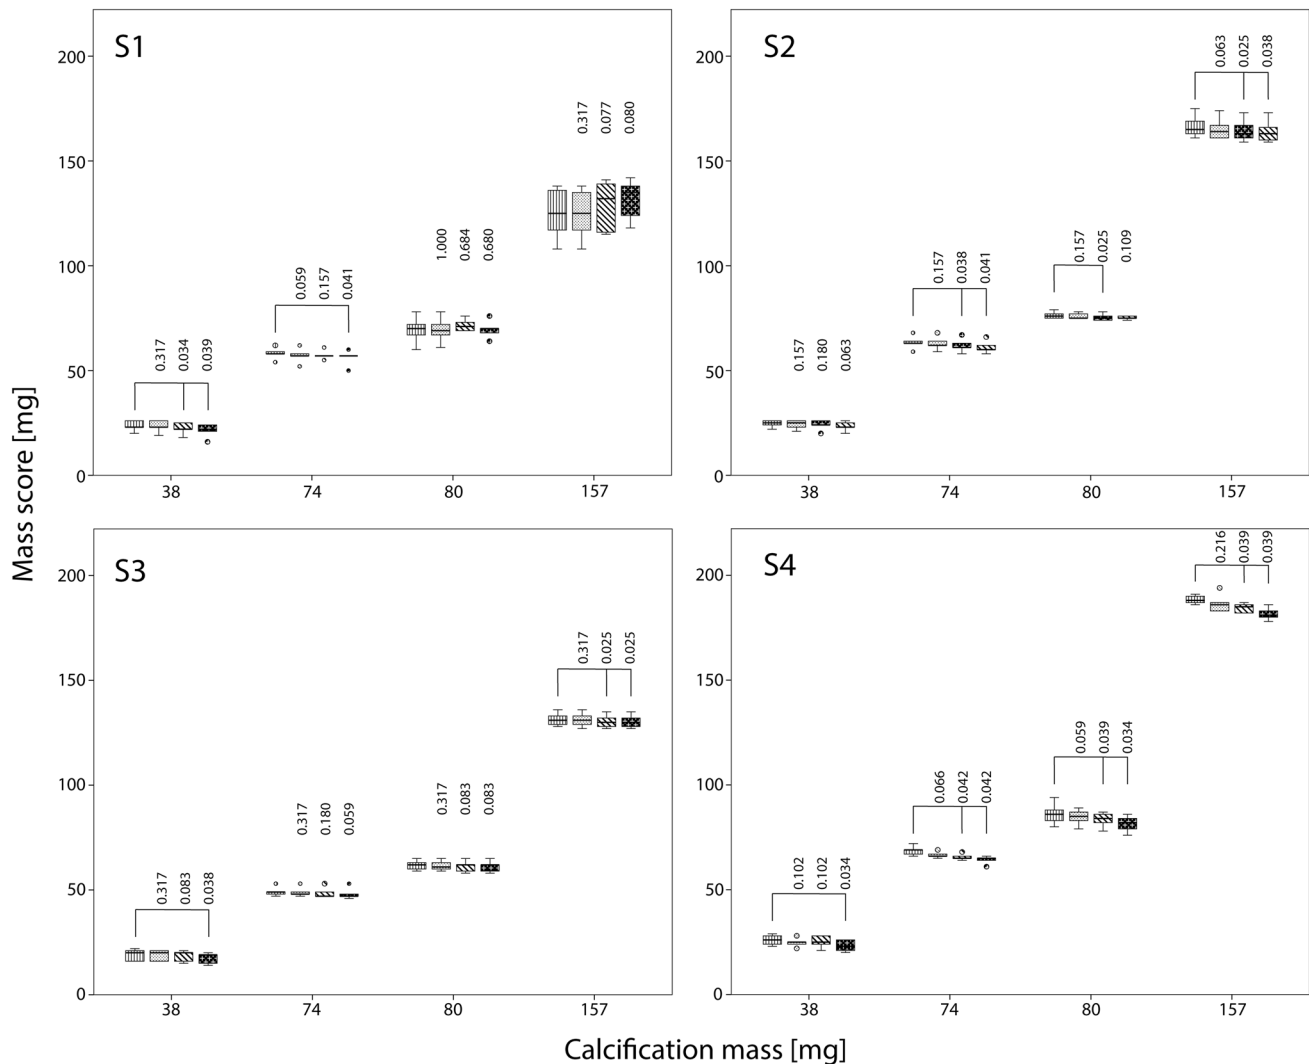 Mass score [mg]
S1
200
150
100
50
0
0.317 0.034 0.039
0.059 0.157 0.041
1.000 0.684 0.680
0.317 0.077 0.080
38 74 80 157
S2
200
150
100
50
0
0.157 0.180 0.063
0.157 0.038 0.041
0.157 0.025 0.109
0.063 0.025 0.038
38 74 80 157
S3
200
150
100
50
0
0.317 0.083 0.038
0.317 0.180 0.059
0.317 0.083 0.083
0.317 0.025 0.025
38 74 80 157
S4
200
150
100
50
0
0.102 0.102 0.034
0.066 0.042 0.042
0.059 0.039 0.034
0.216 0.039 0.039
38 74 80 157
Calcification mass [mg]